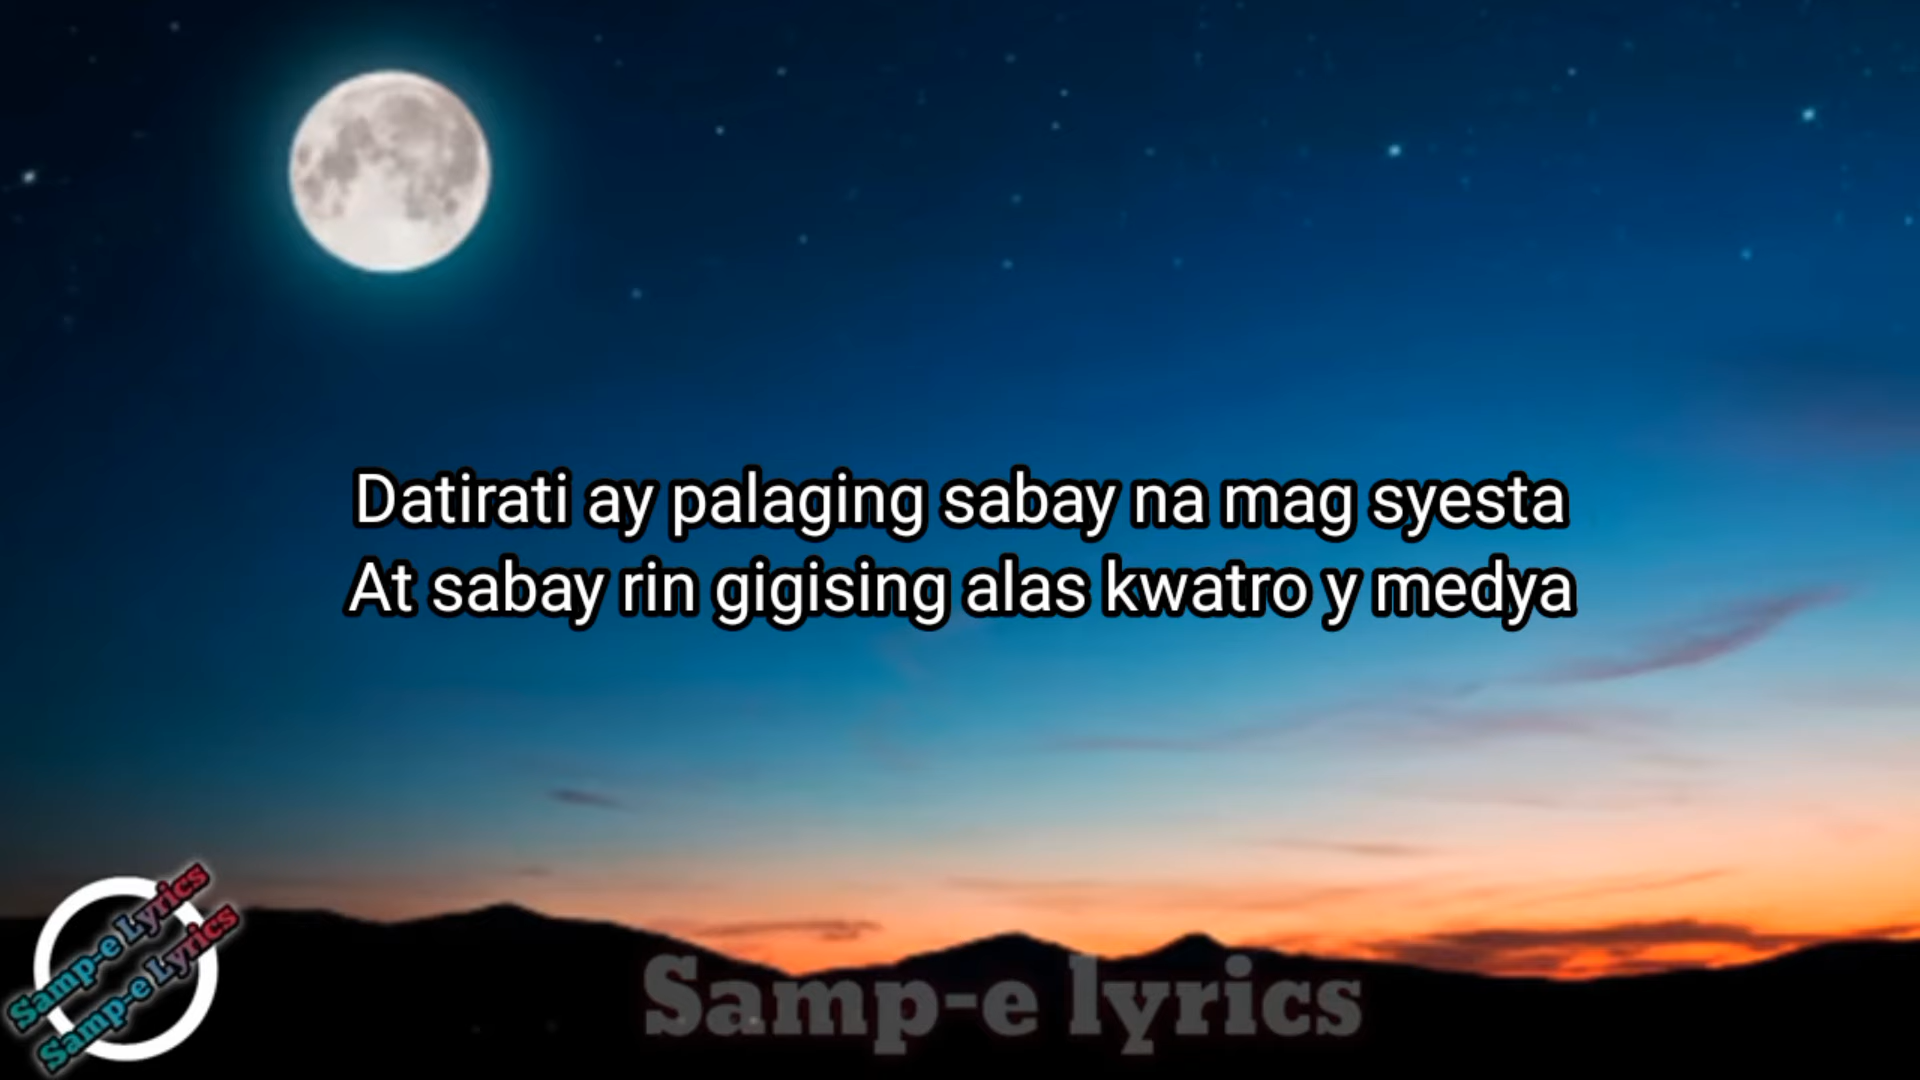 Datirati ay palaging sabay na mag syesta
At sabay rin gigising alas kwatro y medya
Samp-e Lyrics
Samp-e Lyrics
Samp-e lyrics